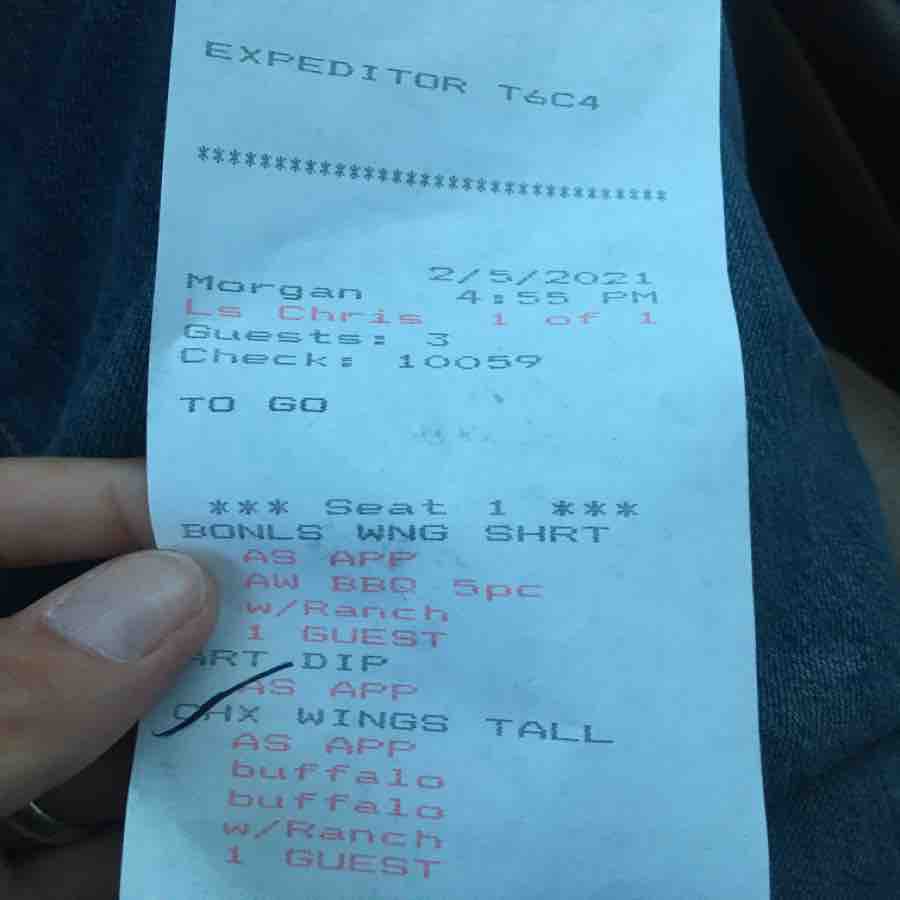 EXPEDITOR T6C4
*******************************
Morgan 2/5/2021
4:55 PM
Ls Chris 1 of 1
Guests: 3
Check: 10059
TO GO
*** Seat 1 ***
BONLS WNG SHRT
AS APP
AW BBQ 5pc
w/Ranch
1 GUEST
ART DIP
AS APP
CHX WINGS TALL
AS APP
buffalo
buffalo
w/Ranch
1 GUEST